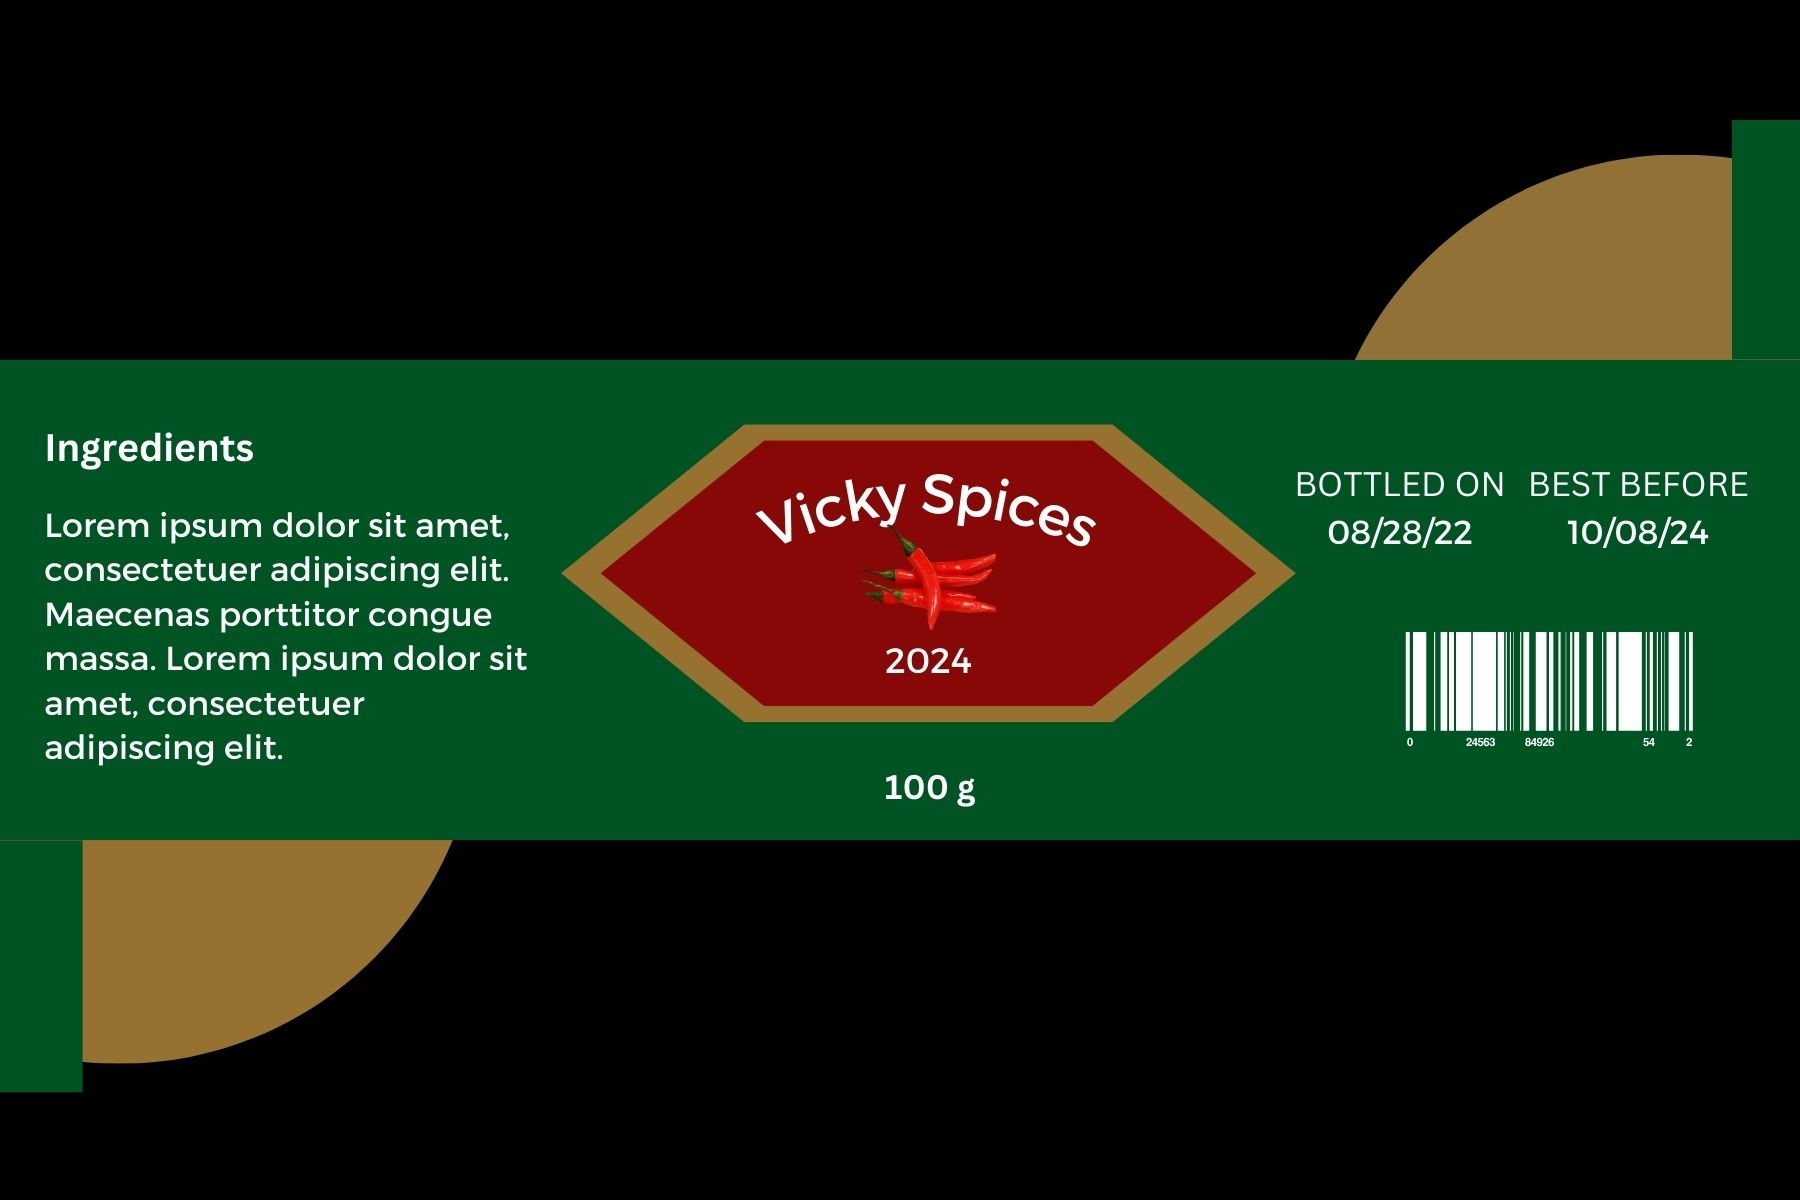 Ingredients
Lorem ipsum dolor sit amet,
consectetuer adipiscing elit.
Maecenas porttitor congue
massa. Lorem ipsum dolor sit
amet, consectetuer
adipiscing elit.
Vicky Spices
2024
100 g
BOTTLED ON BEST BEFORE
08/28/22 10/08/24
0 24563 84926 54 2